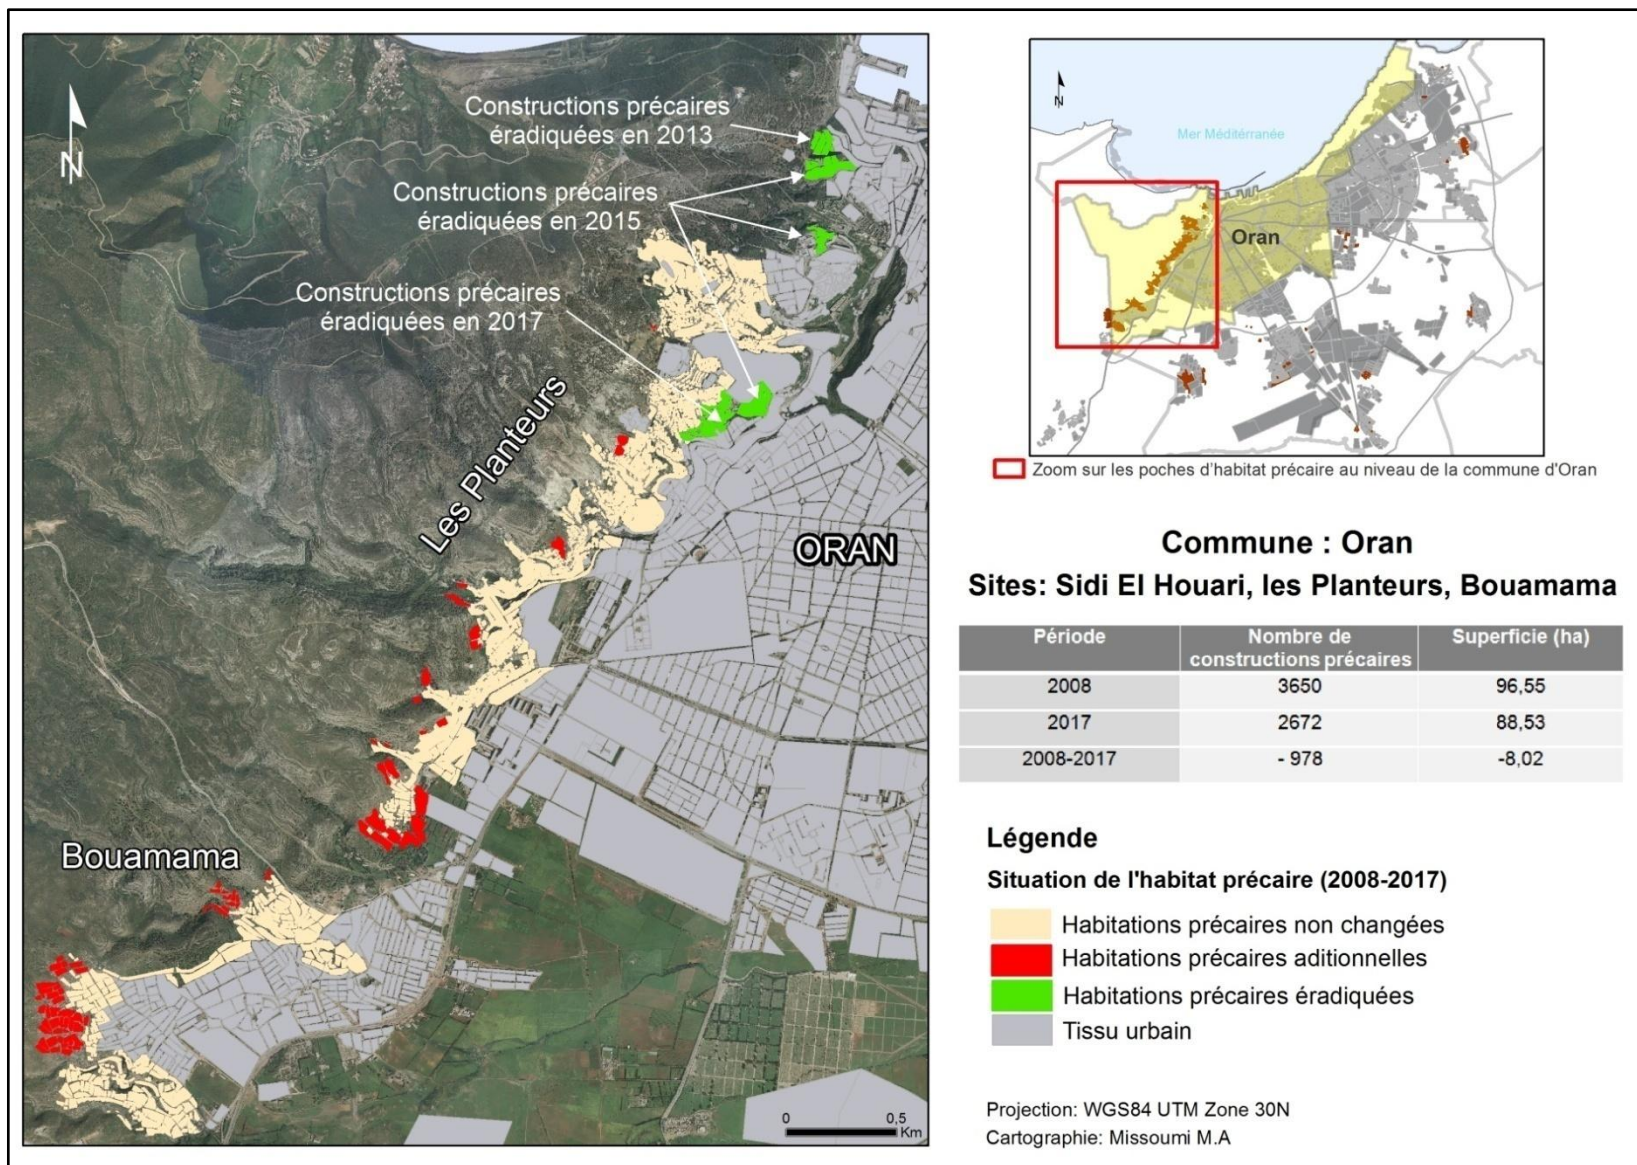 N
Constructions précaires
éradiquées en 2013
Constructions précaires
éradiquées en 2015
Constructions précaires
éradiquées en 2017
Les Planteurs
ORAN
Bouamama
0 0,5
Km
N
Mer Méditérranée
Oran
Zoom sur les poches d'habitat précaire au niveau de la commune d'Oran
Commune : Oran
Sites: Sidi El Houari, les Planteurs, Bouamama
Période Nombre de constructions précaires Superficie (ha)
2008 3650 96,55
2017 2672 88,53
2008-2017 - 978 -8,02
Légende
Situation de l'habitat précaire (2008-2017)
Habitations précaires non changées
Habitations précaires aditionnelles
Habitations précaires éradiquées
Tissu urbain
Projection: WGS84 UTM Zone 30N
Cartographie: Missoumi M.A